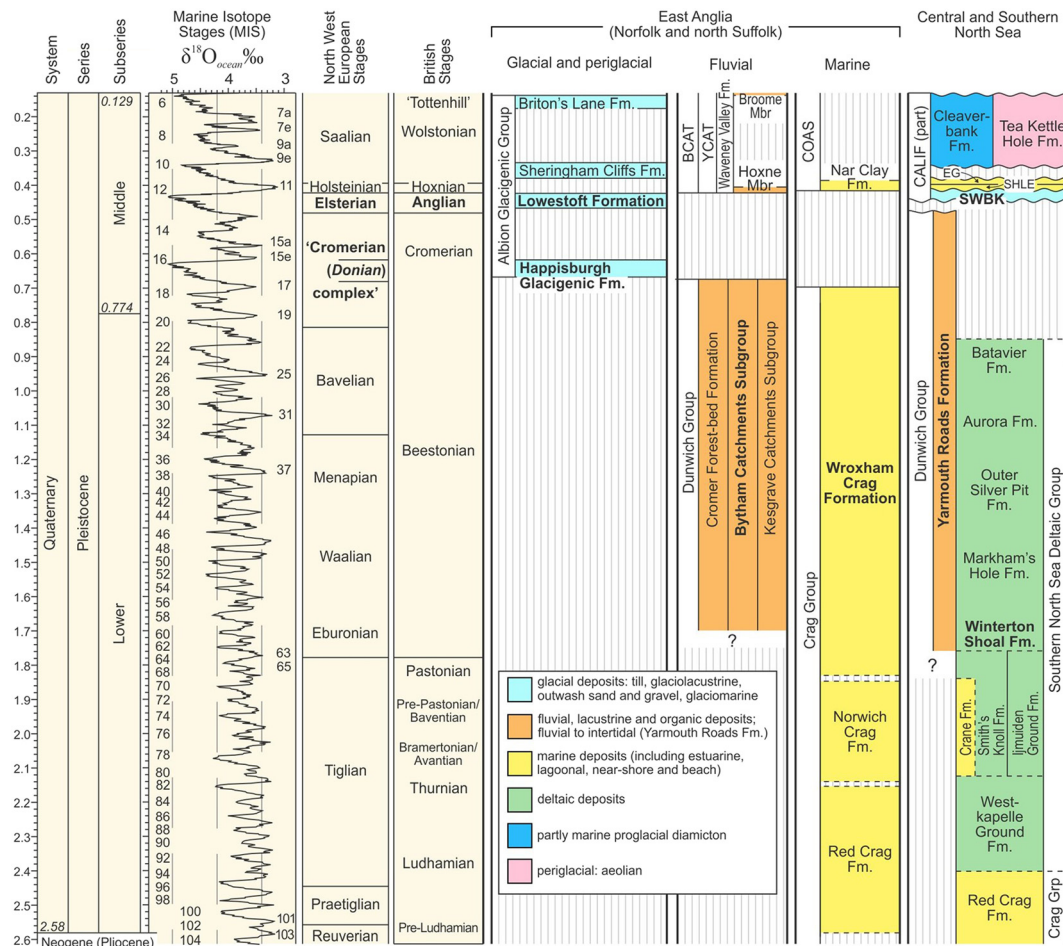 System
Series
Subseries
Marine Isotope
Stages (MIS)
δ18Oocean‰
5 4 3
North West
European
Stages
British
Stages
East Anglia
(Norfolk and north Suffolk)
Glacial and periglacial
Fluvial
Marine
Central and Southern
North Sea
0.2
0.3
0.4
0.5
0.6
0.7
0.8
0.9
1.0
1.1
1.2
1.3
1.4
1.5
1.6
1.7
1.8
1.9
2.0
2.1
2.2
2.3
2.4
2.5
2.6
Quaternary
Pleistocene
Middle
Lower
0.129
0.774
2.58
Neogene (Pliocene)
6
8
10
12
14
16
18
20
22
24
26
28
30
32
34
36
38
40
42
44
46
48
50
52
54
56
58
60
62
64
66
68
70
72
74
76
78
80
82
84
86
88
90
92
94
96
98
100
102
104
7a
7e
9a
9e
11
15a
15e
17
19
25
31
37
63
65
101
103
5 4 3
Saalian
Holsteinian
Elsterian
'Cromerian
(Donian)
complex'
Bavelian
Menapian
Waalian
Eburonian
Tiglian
Praetiglian
Reuverian
'Tottenhill'
Wolstonian
Hoxnian
Anglian
Cromerian
Beestonian
Pastonian
Pre-Pastonian/
Baventian
Bramertonian/
Avantian
Thurnian
Ludhamian
Pre-Ludhamian
Albion Glacigenic Group
Briton's Lane Fm.
Sheringham Cliffs Fm.
Lowestoft Formation
Happisburgh
Glacigenic Fm.
BCAT
YCAT
Waveney Valley Fm.
Broome
Mbr
Hoxne
Mbr
Dunwich Group
Cromer Forest-bed Formation
Bytham Catchments Subgroup
Kesgrave Catchments Subgroup
?
COAS
Nar Clay
Fm.
Crag Group
Wroxham
Crag
Formation
Norwich
Crag
Fm.
Red Crag
Fm.
CALIF (part)
Cleaver-
bank
Fm.
Tea Kettle
Hole Fm.
EG
SHLE
SWBK
Dunwich Group
Yarmouth Roads Formation
?
Batavier
Fm.
Aurora Fm.
Outer
Silver Pit
Fm.
Markham's
Hole Fm.
Winterton
Shoal Fm.
Crane Fm.
Smith's
Knoll Fm.
Ijmuiden
Ground Fm.
West-
kapelle
Ground
Fm.
Red Crag
Fm.
Southern North Sea Deltaic Group
Crag Grp
glacial deposits: till, glaciolacustrine,
outwash sand and gravel, glaciomarine
fluvial, lacustrine and organic deposits;
fluvial to intertidal (Yarmouth Roads Fm.)
marine deposits (including estuarine,
lagoonal, near-shore and beach)
deltaic deposits
partly marine proglacial diamicton
periglacial: aeolian